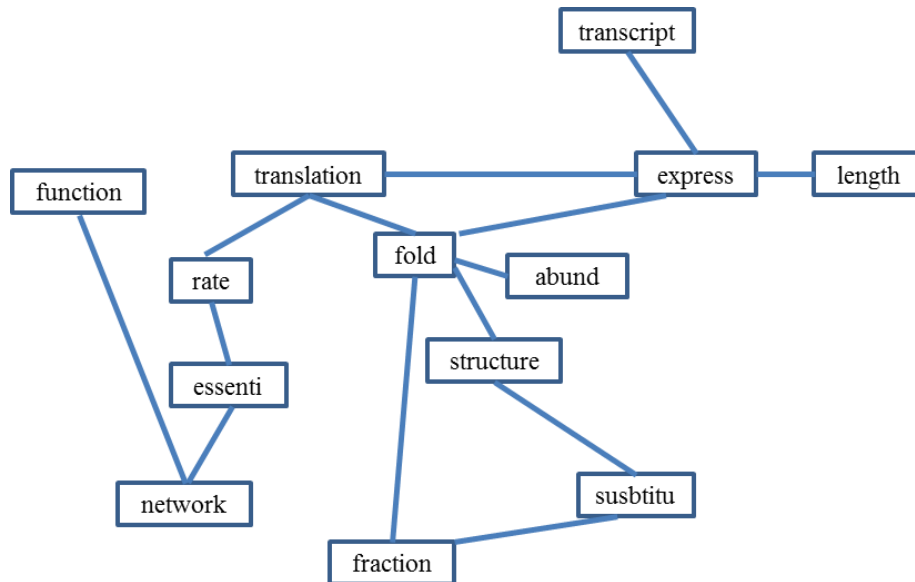 transcript
translation
express
length
function
fold
rate
abund
structure
essenti
network
susbtitu
fraction